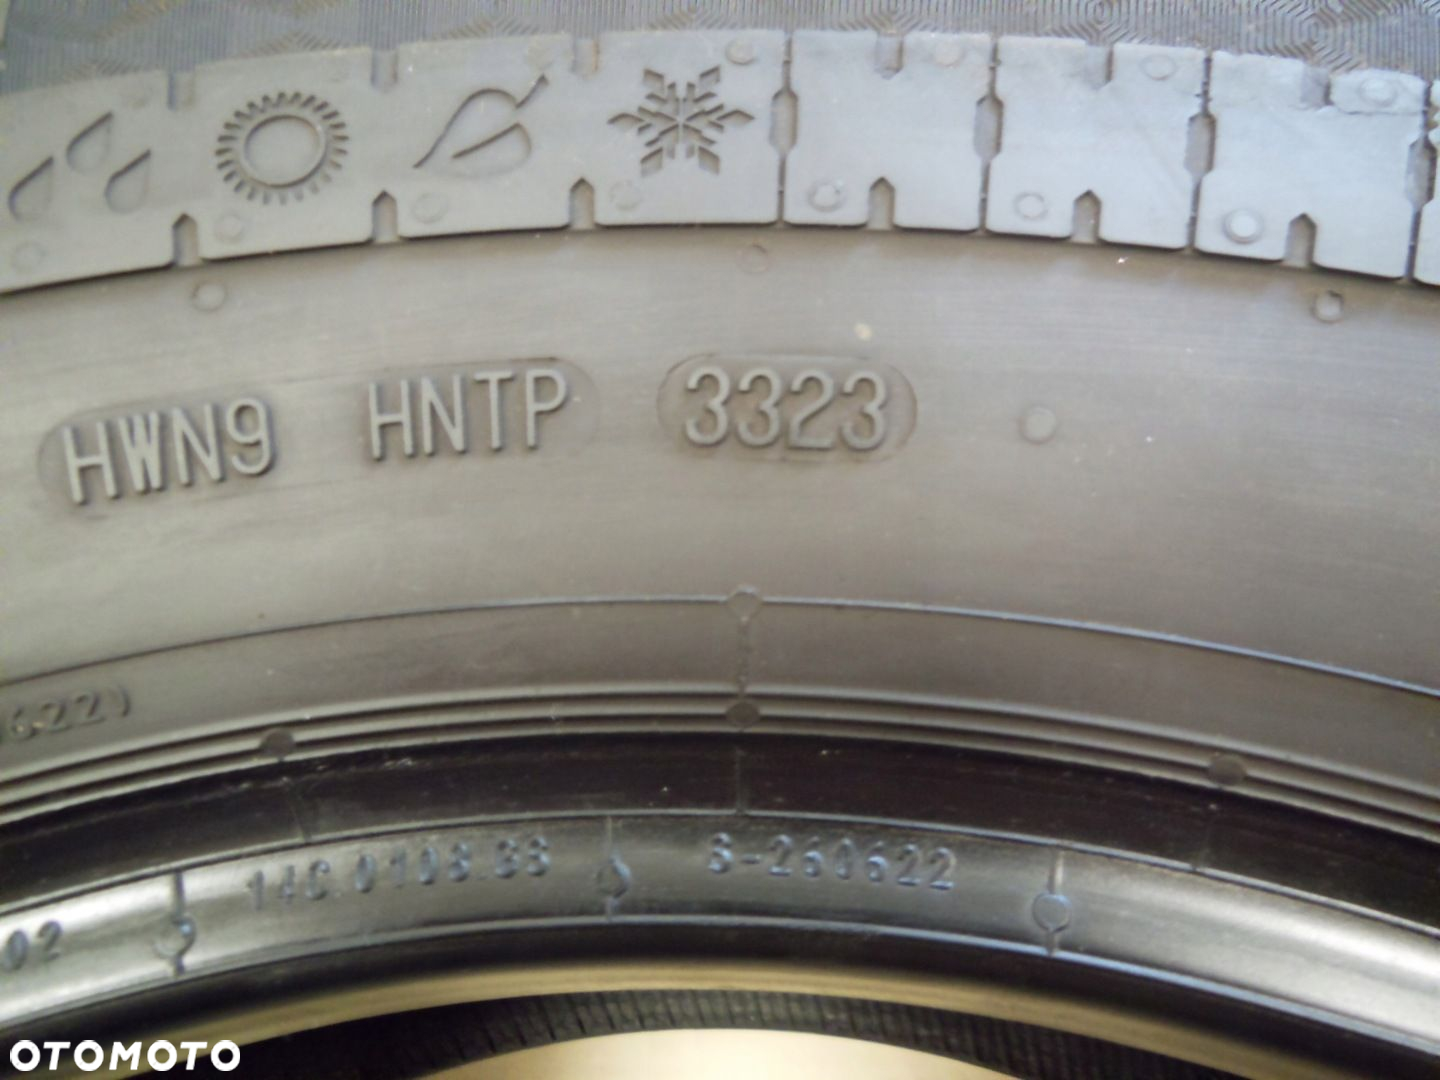 HWN9 HNTP 3323
622)
02 14C.0108.88 S-260622
OTOMOTO